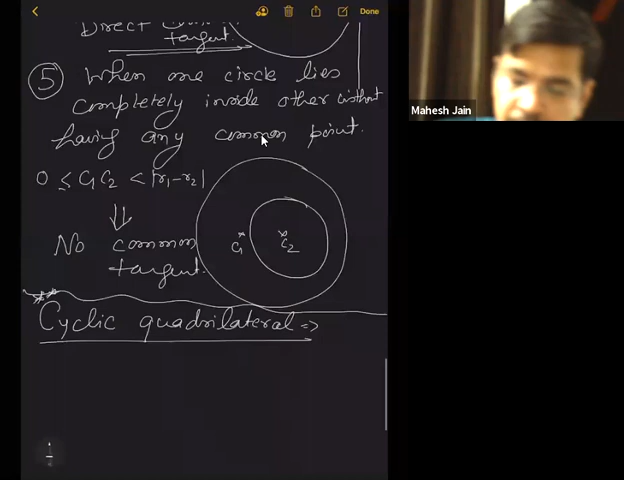 Done
Direct
tangent.
Mahesh Jain
5 When one circle lies
completely inside other without
having any common point.
0 ≤ C1C2 < |r1-r2|
⇓
No common
tangent.
C1
C2
Cyclic quadrilateral =>